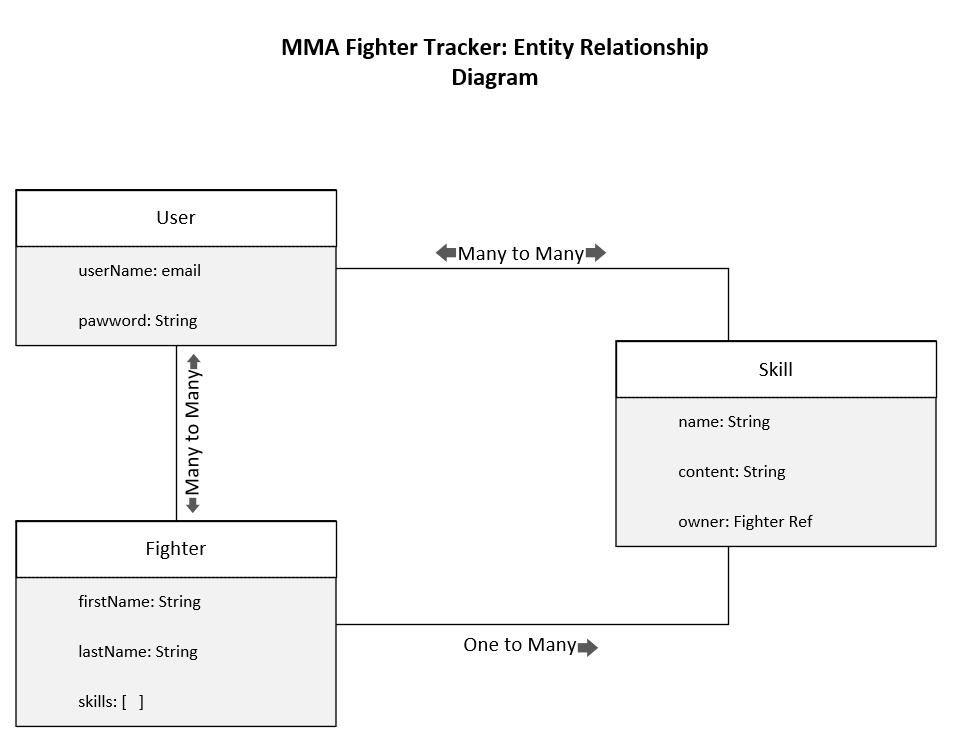 MMA Fighter Tracker: Entity Relationship
Diagram
User
userName: email
pawword: String
Many to Many
Many to Many
Skill
name: String
content: String
owner: Fighter Ref
Fighter
firstName: String
lastName: String
skills: [ ]
One to Many